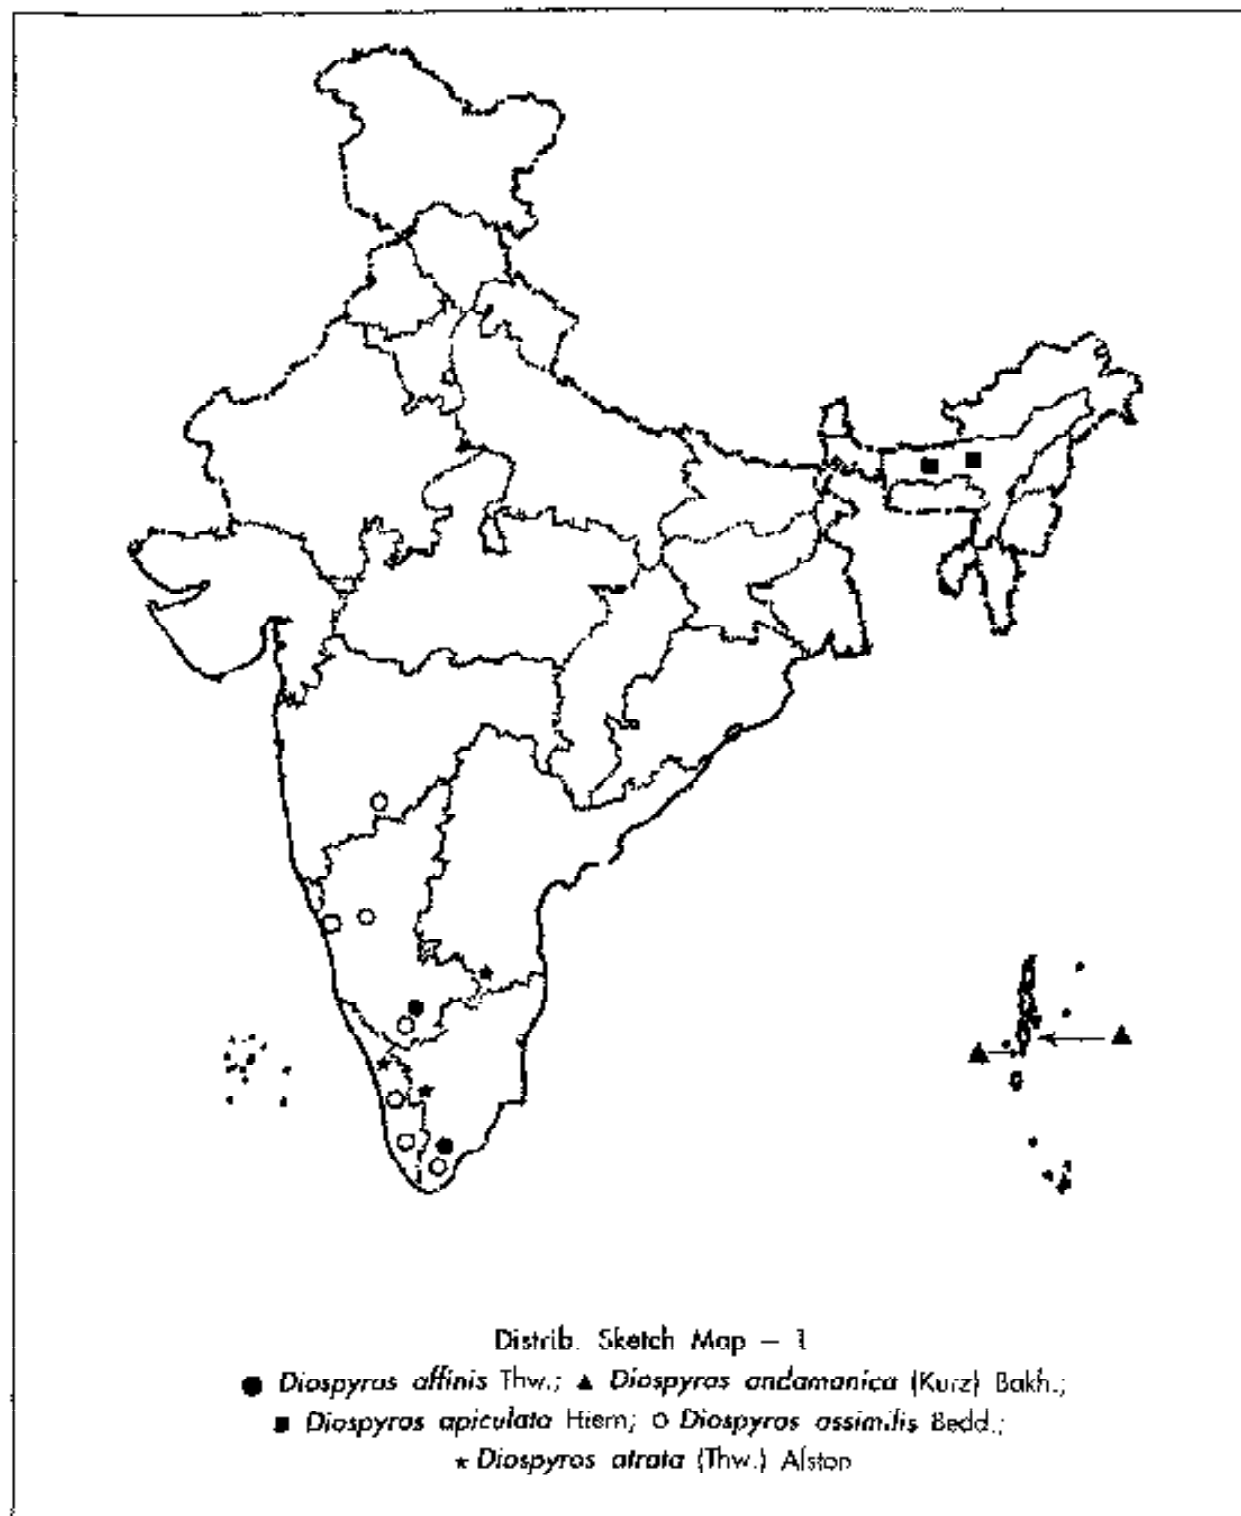 Distrib. Sketch Map – 1
● Diospyros affinis Thw.; ▲ Diospyros andamanica (Kurz) Bakh.;
■ Diospyros apiculata Hiern; ○ Diospyros assimilis Bedd.;
★ Diospyros atrata (Thw.) Alston